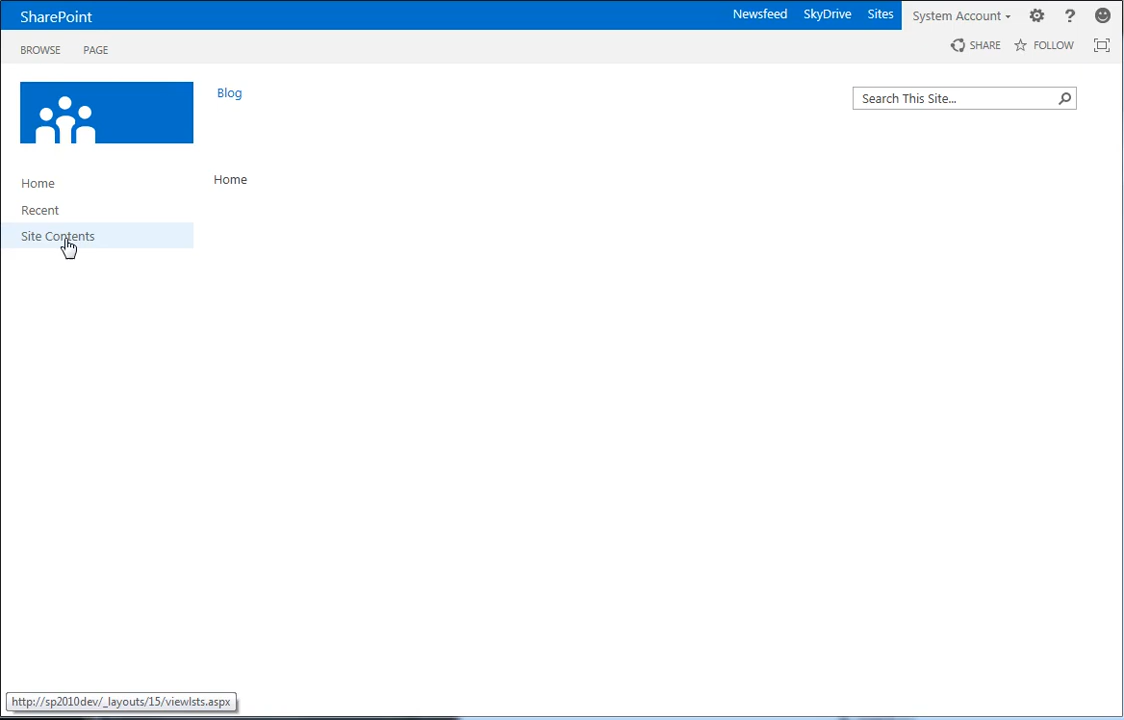 SharePoint
Newsfeed SkyDrive Sites System Account ?
BROWSE PAGE SHARE FOLLOW
Blog
Search This Site...
Home
Home
Recent
Site Contents
http://sp2010dev/_layouts/15/viewlsts.aspx